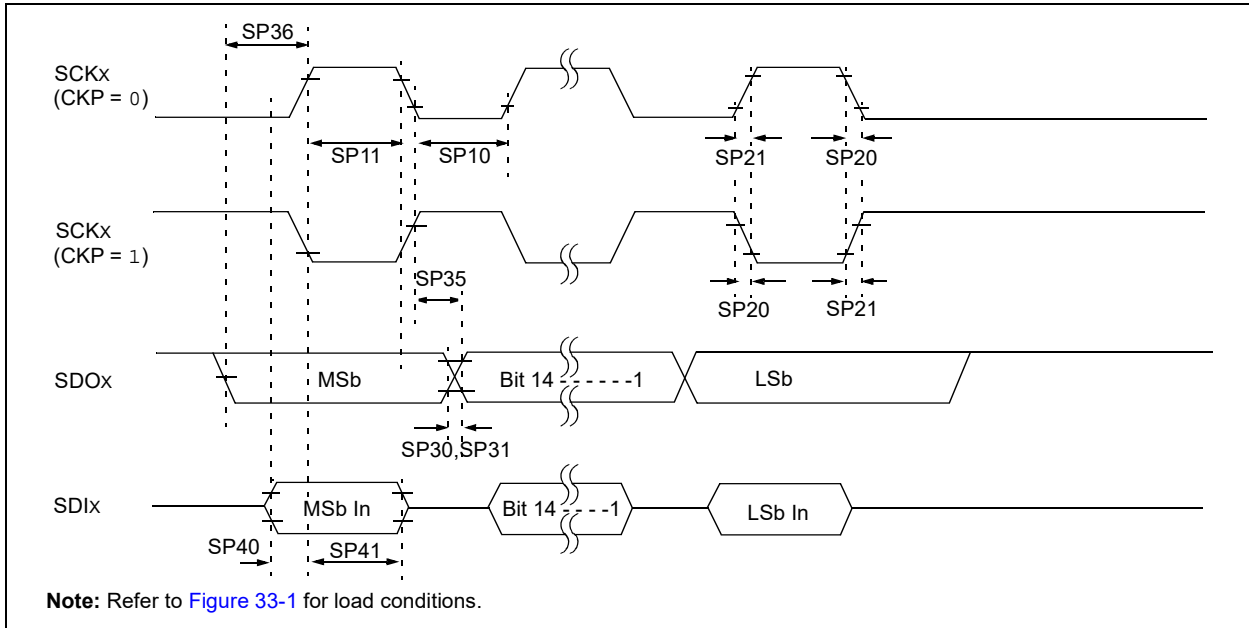 SP36
SCKx
(CKP = 0)
SP11
SP10
SP21
SP20
SCKx
(CKP = 1)
SP35
SP20
SP21
SDOx
MSb
Bit 14 - - - - - -1
LSb
SP30,SP31
SDIx
MSb In
Bit 14 - - - -1
LSb In
SP40
SP41
Note: Refer to Figure 33-1 for load conditions.